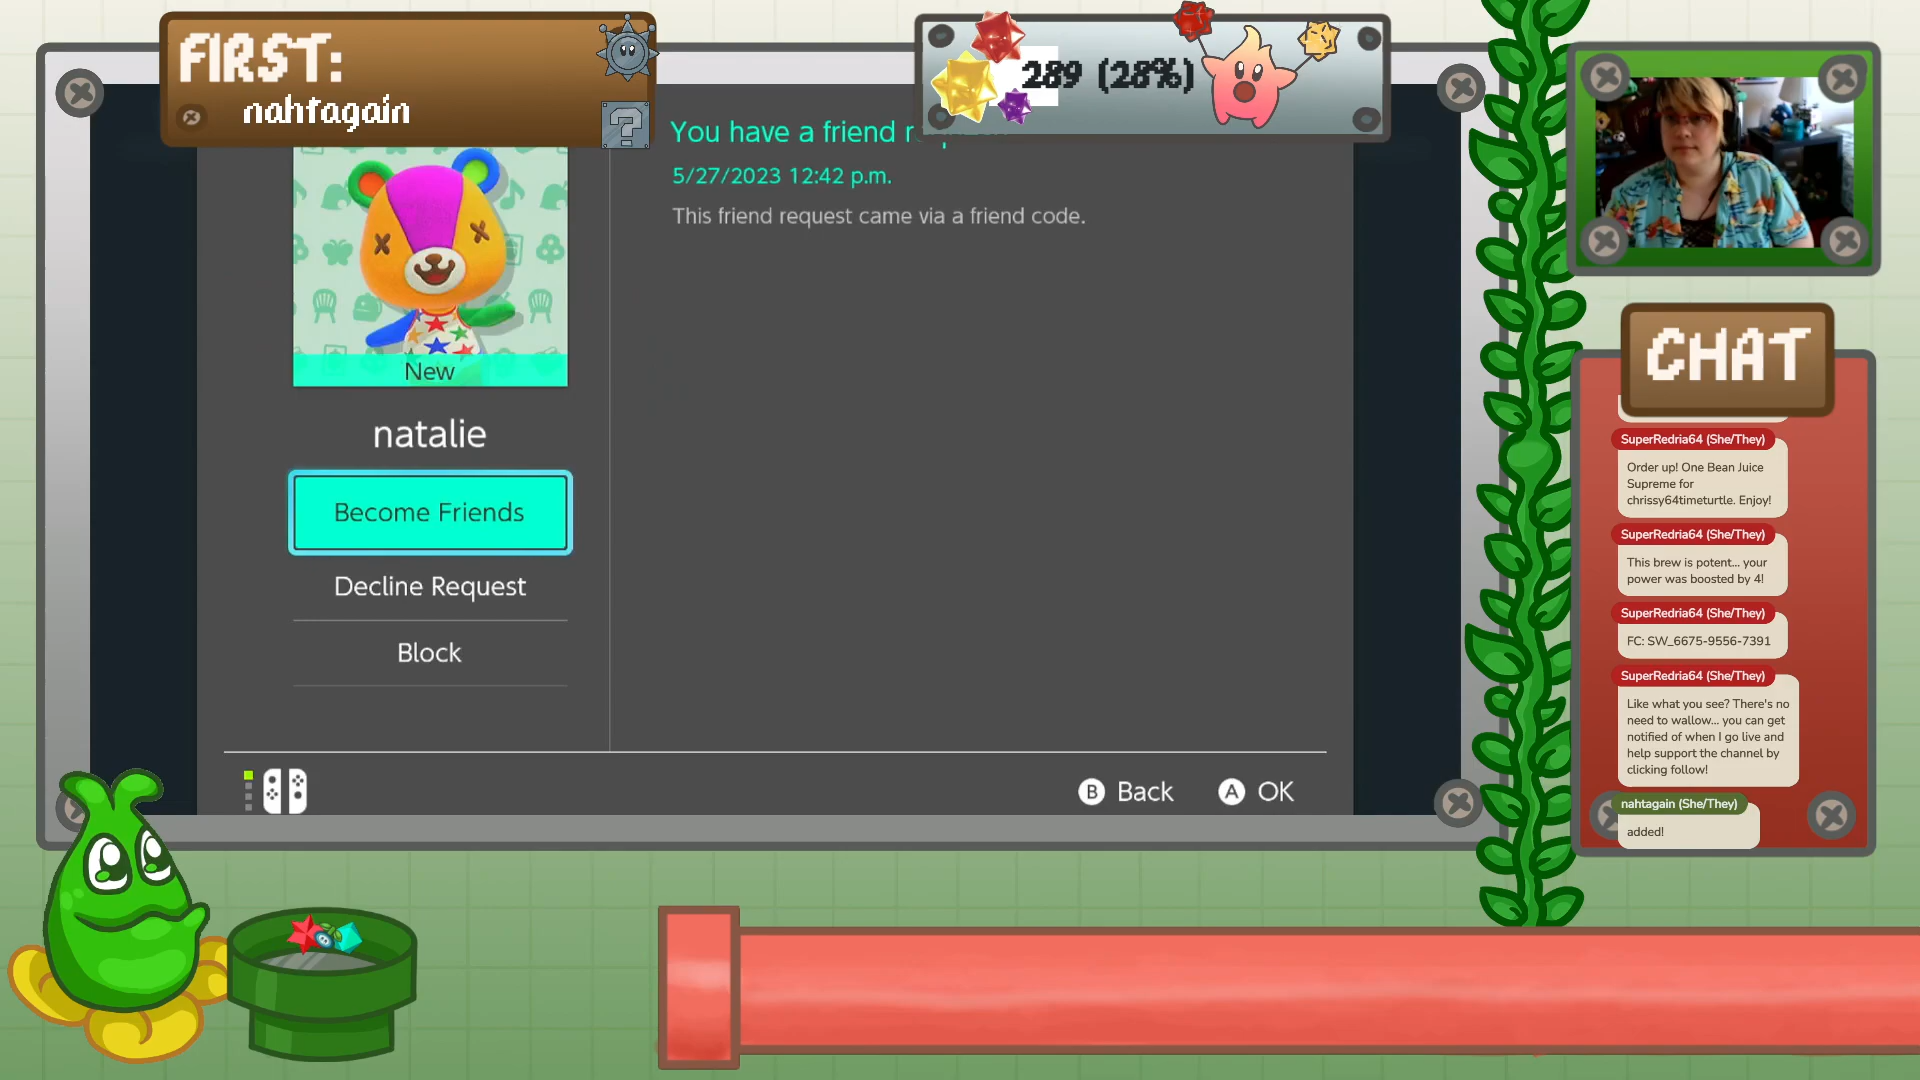 FIRST:
nahtagain
289 (28%)
You have a friend
5/27/2023 12:42 p.m.
This friend request came via a friend code.
New
natalie
Become Friends
Decline Request
Block
B Back
A OK
CHAT
SuperRedria64 (She/They)
Order up! One Bean Juice
Supreme for
chrissy64timeturtle. Enjoy!
SuperRedria64 (She/They)
This brew is potent... your
power was boosted by 4!
SuperRedria64 (She/They)
FC: SW_6675-9556-7391
SuperRedria64 (She/They)
Like what you see? There's no
need to wallow... you can get
notified of when I go live and
help support the channel by
clicking follow!
nahtagain (She/They)
added!